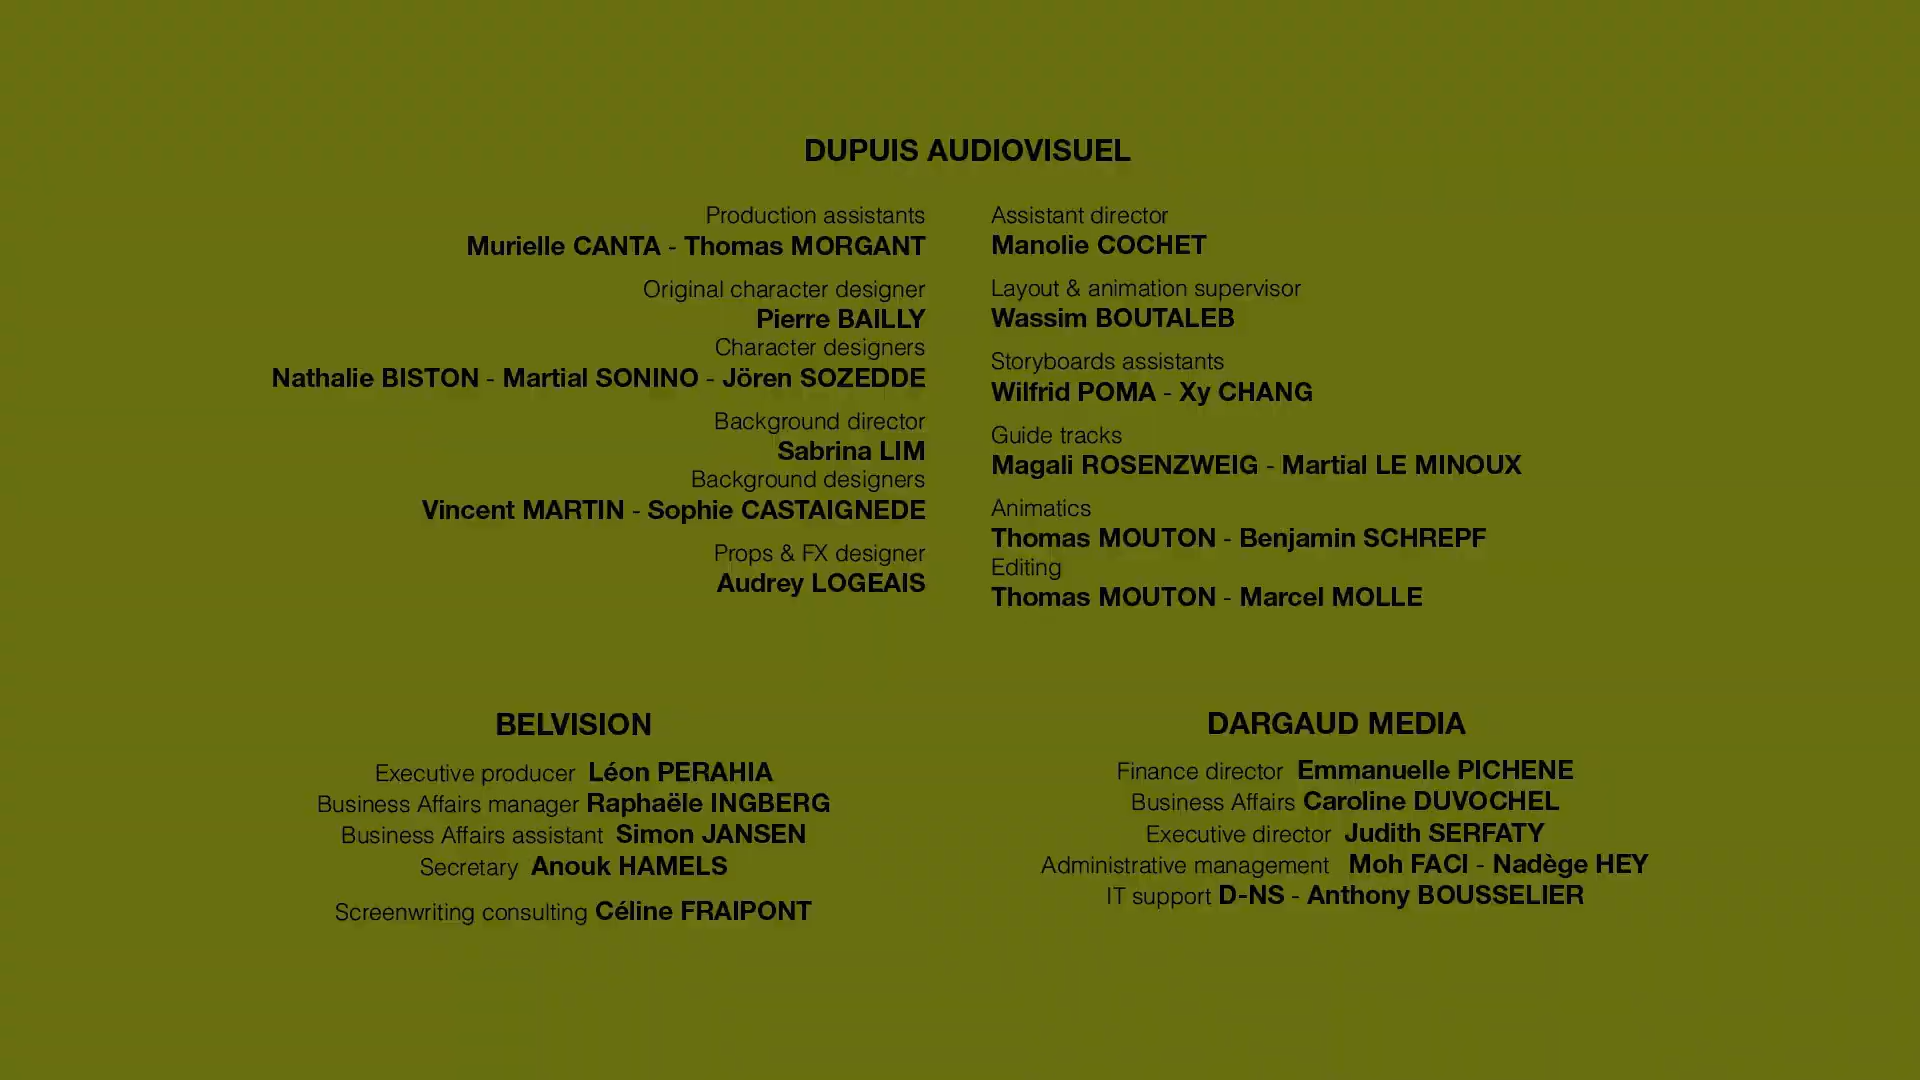 DUPUIS AUDIOVISUEL
Production assistants
Murielle CANTA - Thomas MORGANT
Original character designer
Pierre BAILLY
Character designers
Nathalie BISTON - Martial SONINO - Jören SOZEDDE
Background director
Sabrina LIM
Background designers
Vincent MARTIN - Sophie CASTAIGNEDE
Props & FX designer
Audrey LOGEAIS
Assistant director
Manolie COCHET
Layout & animation supervisor
Wassim BOUTALEB
Storyboards assistants
Wilfrid POMA - Xy CHANG
Guide tracks
Magali ROSENZWEIG - Martial LE MINOUX
Animatics
Thomas MOUTON - Benjamin SCHREPF
Editing
Thomas MOUTON - Marcel MOLLE
BELVISION
Executive producer Léon PERAHIA
Business Affairs manager Raphaële INGBERG
Business Affairs assistant Simon JANSEN
Secretary Anouk HAMELS
Screenwriting consulting Céline FRAIPONT
DARGAUD MEDIA
Finance director Emmanuelle PICHENE
Business Affairs Caroline DUVOCHEL
Executive director Judith SERFATY
Administrative management Moh FACI - Nadège HEY
IT support D-NS - Anthony BOUSSELIER